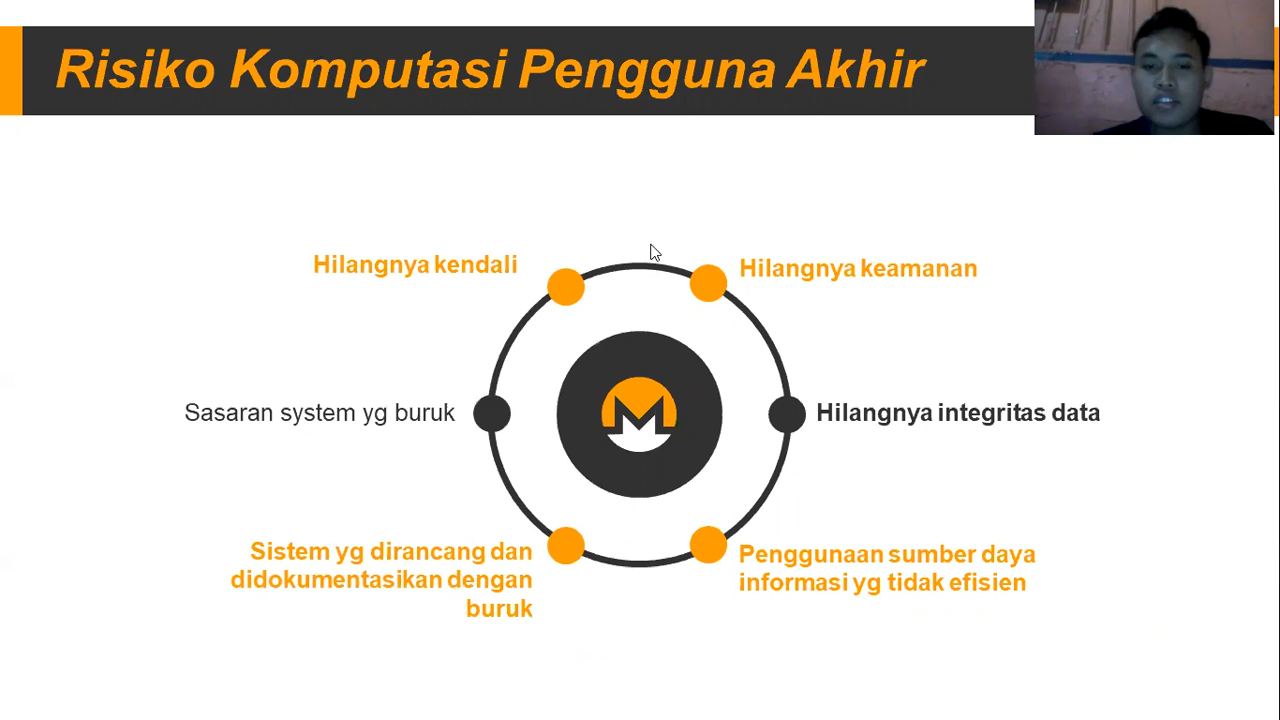 Risiko Komputasi Pengguna Akhir
Hilangnya kendali
Hilangnya keamanan
Sasaran system yg buruk
Hilangnya integritas data
Sistem yg dirancang dan
didokumentasikan dengan
buruk
Penggunaan sumber daya
informasi yg tidak efisien